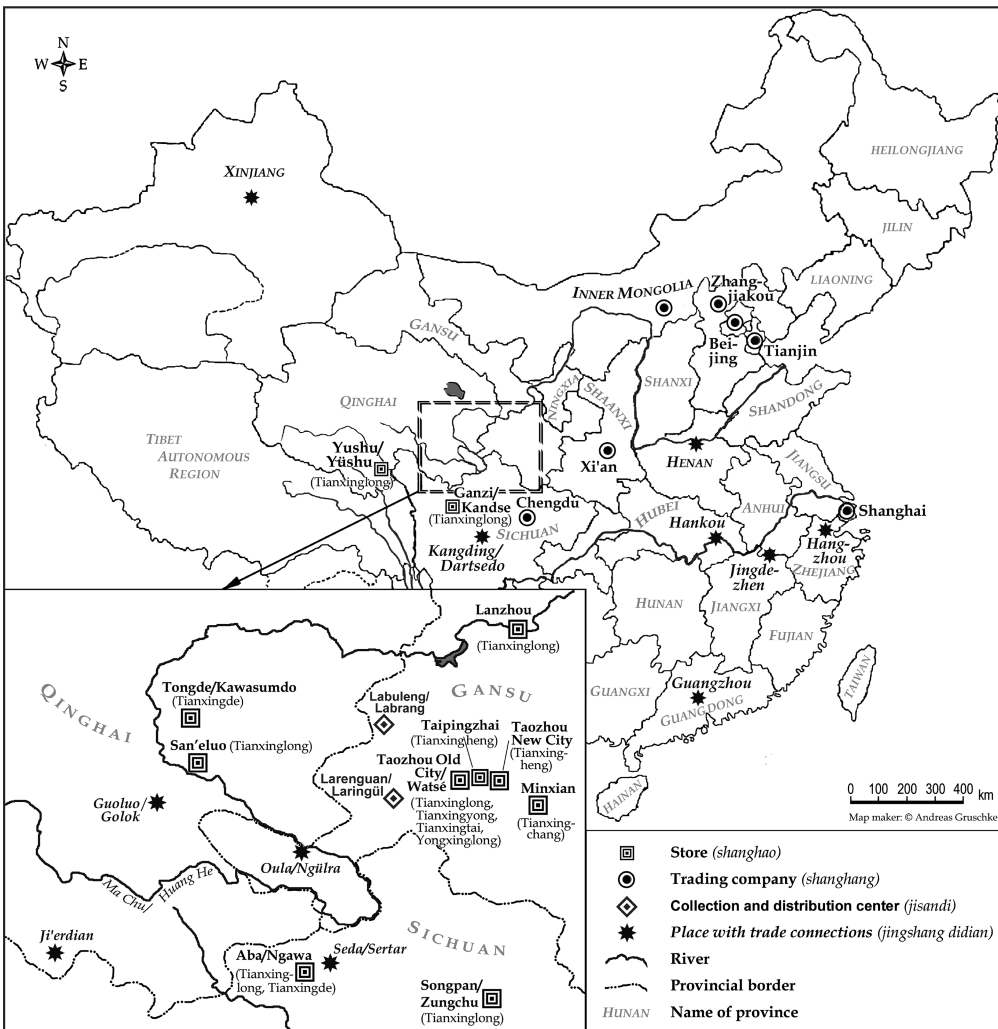 N
W E
S
XINJIANG
HEILONGJIANG
JILIN
LIAONING
INNER MONGOLIA
Zhang-
jiakou
Bei-
jing
Tianjin
GANSU
NINGXIA
SHAANXI
SHANXI
SHANDONG
QINGHAI
TIBET
AUTONOMOUS
REGION
Yushu/
Yüshu
(Tianxinglong)
Xi'an
HENAN
JIANGSU
Ganzi/
Kandse
(Tianxinglong)
Chengdu
SICHUAN
Kangding/
Dartsedo
HUBEI
Hankou
ANHUI
Shanghai
Hang-
zhou
ZHEJIANG
Jingde-
zhen
HUNAN
JIANGXI
FUJIAN
GUANGXI
Guangzhou
GUANGDONG
TAIWAN
HAINAN
Lanzhou
(Tianxinglong)
QINGHAI
GANSU
Tongde/Kawasumdo
(Tianxingde)
Labuleng/
Labrang
San'eluo (Tianxinglong)
Taipingzhai
(Tianxingheng)
Taozhou
New City
(Tianxing-
heng)
Taozhou Old
City/
Watsé
(Tianxinglong,
Tianxingyong,
Tianxingtai,
Yongxinglong)
Larenguan/
Laringül
Minxian
(Tianxing-
chang)
Guoluo/
Golok
Oula/Ngülra
Ma Chu/
Huang He
Ji'erdian
SICHUAN
Aba/Ngawa
(Tianxing-
long, Tianxingde)
Seda/Sertar
Songpan/
Zungchu
(Tianxinglong)
0 100 200 300 400 km
Map maker: © Andreas Gruschke
Store (shanghao)
Trading company (shanghang)
Collection and distribution center (jisandi)
Place with trade connections (jingshang didian)
River
Provincial border
HUNAN Name of province